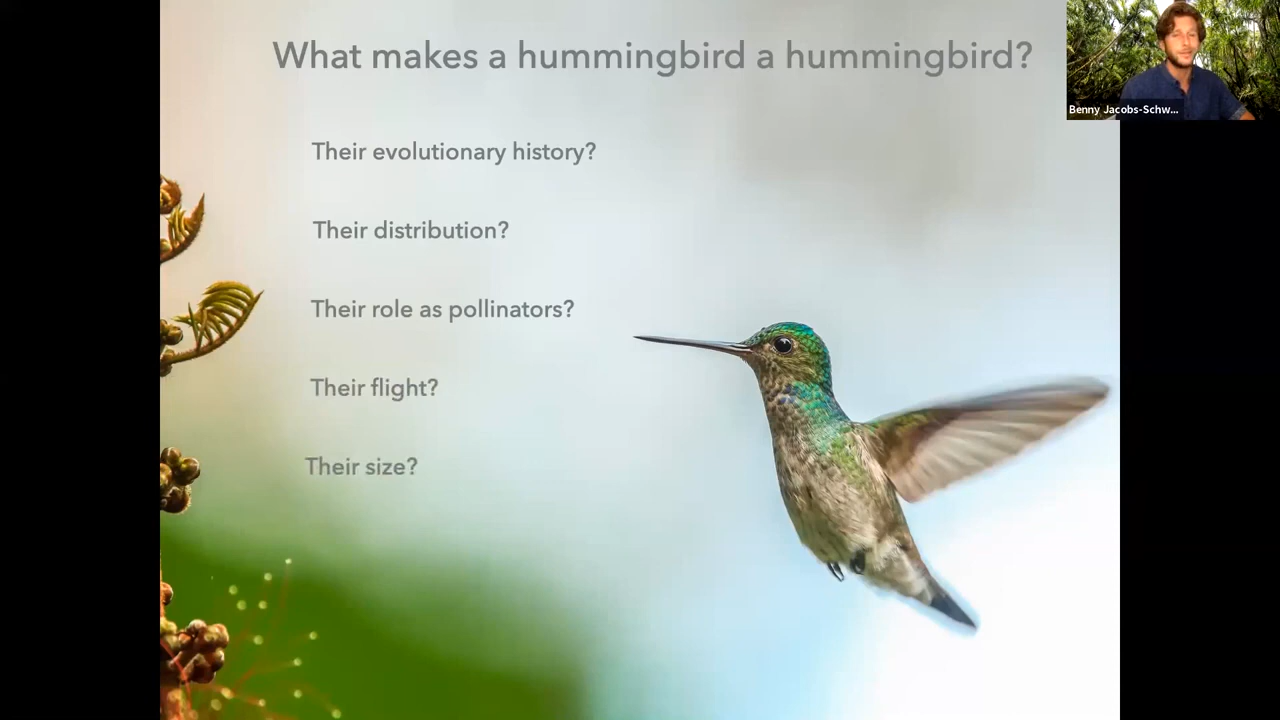 What makes a hummingbird a hummingbird?
Benny Jacobs-Schw...
Their evolutionary history?
Their distribution?
Their role as pollinators?
Their flight?
Their size?